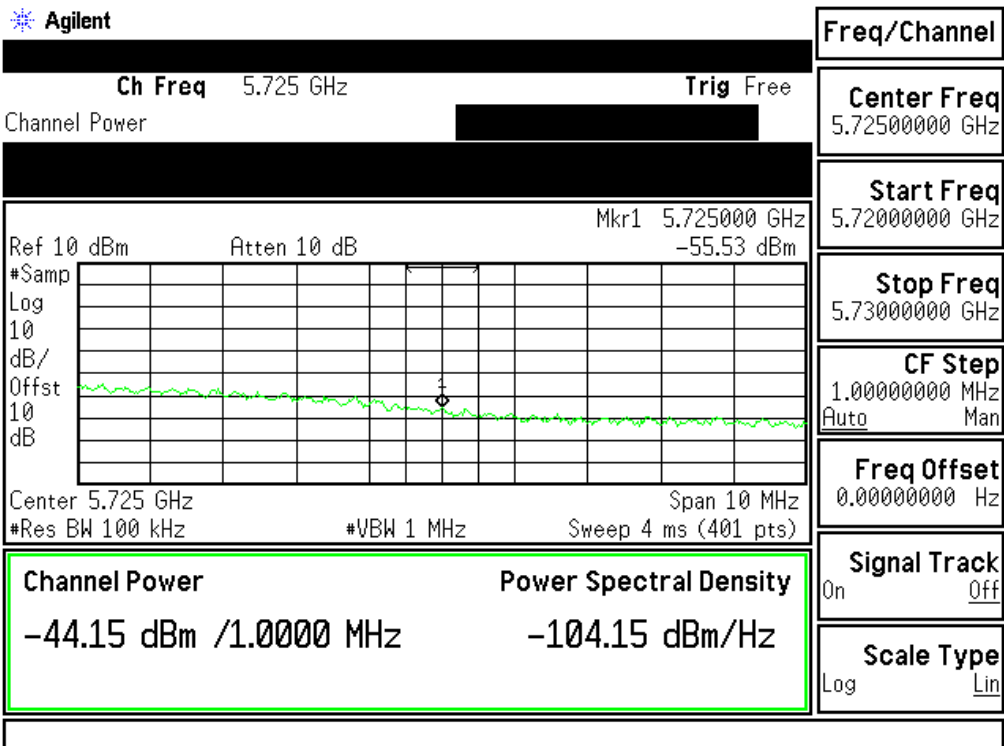 Agilent
Ch Freq 5.725 GHz Trig Free
Channel Power
Mkr1 5.725000 GHz
Ref 10 dBm Atten 10 dB -55.53 dBm
#Samp
Log
10
dB/
Offst
10
dB
1
Center 5.725 GHz Span 10 MHz
#Res BW 100 kHz #VBW 1 MHz Sweep 4 ms (401 pts)
Channel Power Power Spectral Density
-44.15 dBm /1.0000 MHz -104.15 dBm/Hz
Freq/Channel
Center Freq
5.72500000 GHz
Start Freq
5.72000000 GHz
Stop Freq
5.73000000 GHz
CF Step
1.00000000 MHz
Auto Man
Freq Offset
0.00000000 Hz
Signal Track
On Off
Scale Type
Log Lin